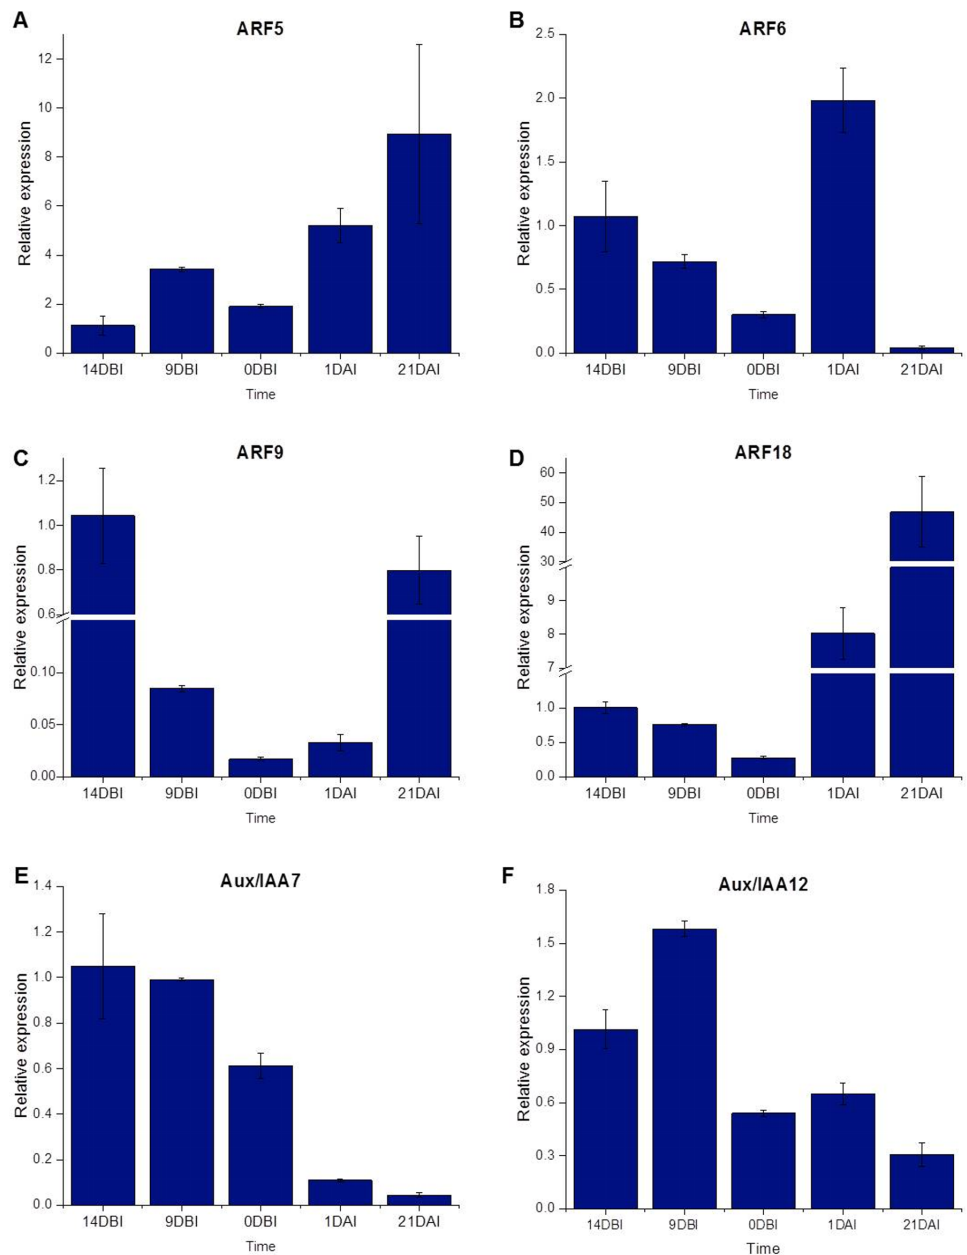 A
ARF5
Relative expression
12
10
8
6
4
2
0
14DBI 9DBI 0DBI 1DAI 21DAI
Time
B
ARF6
Relative expression
2.5
2.0
1.5
1.0
0.5
0.0
14DBI 9DBI 0DBI 1DAI 21DAI
Time
C
ARF9
Relative expression
1.2
1.0
0.8
0.6
0.10
0.05
0.00
14DBI 9DBI 0DBI 1DAI 21DAI
Time
D
ARF18
Relative expression
60
50
40
30
9
8
7
1.0
0.5
0.0
14DBI 9DBI 0DBI 1DAI 21DAI
Time
E
Aux/IAA7
Relative expression
1.4
1.2
1.0
0.8
0.6
0.4
0.2
0.0
14DBI 9DBI 0DBI 1DAI 21DAI
Time
F
Aux/IAA12
Relative expression
1.8
1.5
1.2
0.9
0.6
0.3
0.0
14DBI 9DBI 0DBI 1DAI 21DAI
Time